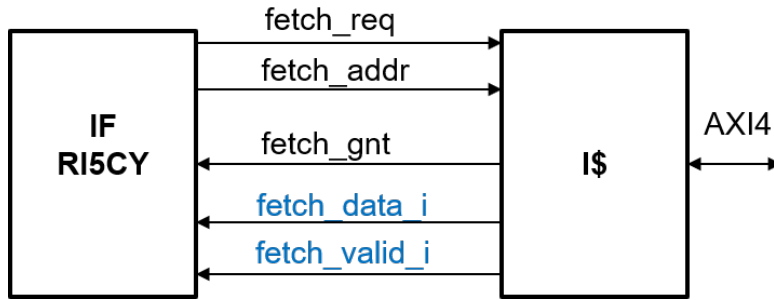 fetch_req
fetch_addr
IF
RI5CY
fetch_gnt
I$
AXI4
fetch_data_i
fetch_valid_i